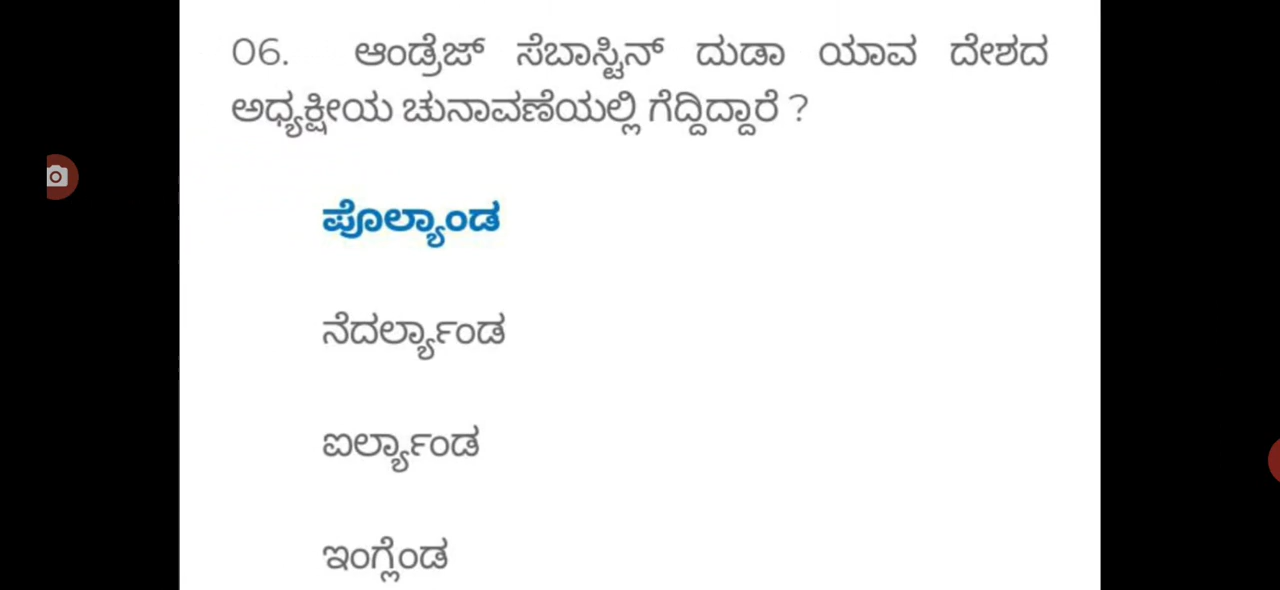 06. ಆಂಡ್ರೆಜ್ ಸೆಬಾಸ್ಟಿನ್ ದುಡಾ ಯಾವ ದೇಶದ
ಅಧ್ಯಕ್ಷೀಯ ಚುನಾವಣೆಯಲ್ಲಿ ಗೆದ್ದಿದ್ದಾರೆ ?
ಪೊಲ್ಯಾಂಡ
ನೆದರ್ಲ್ಯಾಂಡ
ಐರ್ಲ್ಯಾಂಡ
ಇಂಗ್ಲೆಂಡ